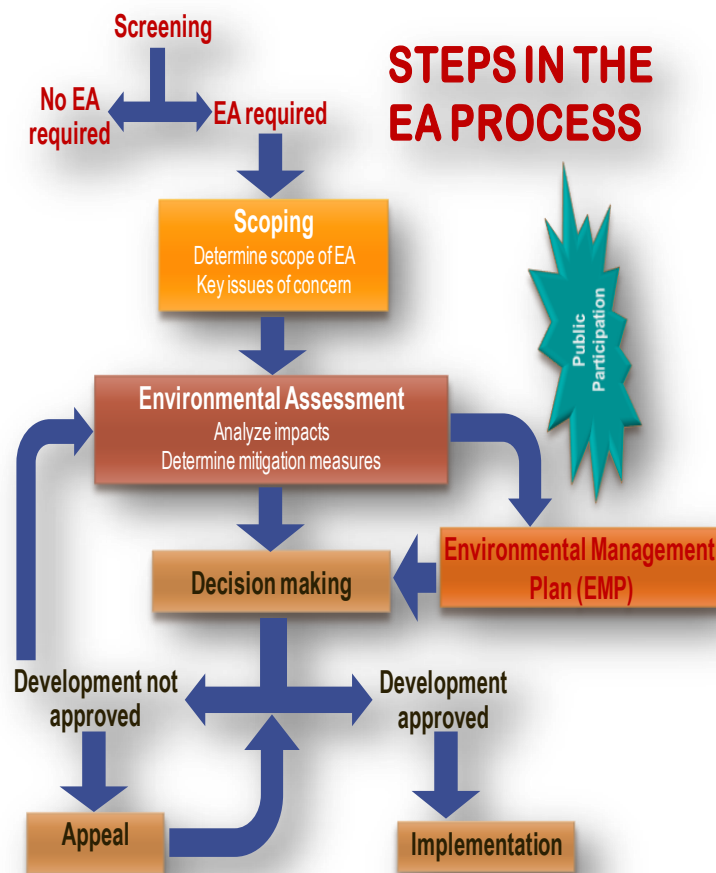 Screening
STEPS IN THE
EA PROCESS
No EA
required
EA required
Scoping
Determine scope of EA
Key issues of concern
Public
Participation
Environmental Assessment
Analyze impacts
Determine mitigation measures
Environmental Management
Plan (EMP)
Decision making
Development not
approved
Development
approved
Appeal
Implementation